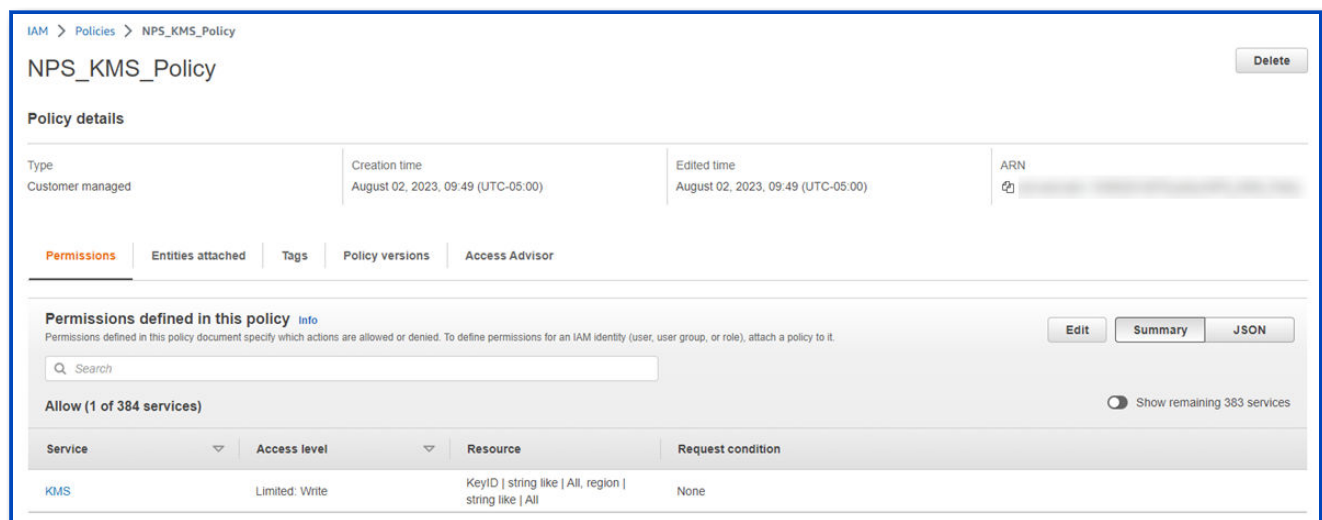 IAM > Policies > NPS_KMS_Policy
NPS_KMS_Policy
Delete
Policy details
Type
Customer managed
Creation time
August 02, 2023, 09:49 (UTC-05:00)
Edited time
August 02, 2023, 09:49 (UTC-05:00)
ARN
Permissions
Entities attached
Tags
Policy versions
Access Advisor
Permissions defined in this policy Info
Permissions defined in this policy document specify which actions are allowed or denied. To define permissions for an IAM identity (user, user group, or role), attach a policy to it.
Edit
Summary
JSON
Search
Allow (1 of 384 services)
Show remaining 383 services
Service
Access level
Resource
Request condition
KMS
Limited: Write
KeyID | string like | All, region |
string like | All
None